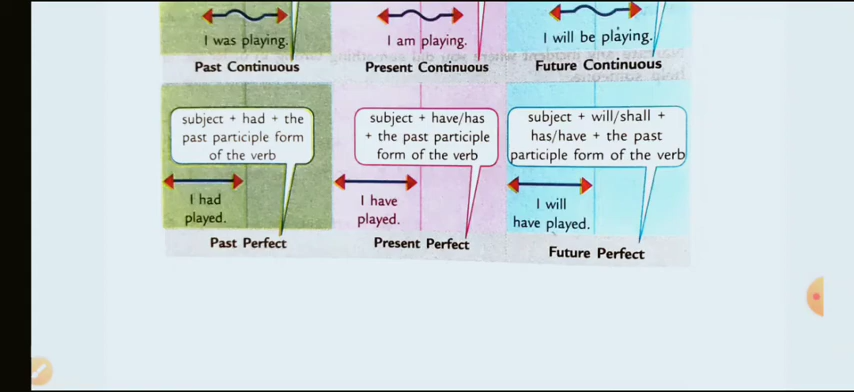 I was playing.
I am playing.
I will be playing.
Past Continuous
Present Continuous
Future Continuous
subject + had + the
past participle form
of the verb
subject + have/has
+ the past participle
form of the verb
subject + will/shall +
has/have + the past
participle form of the verb
I had
played.
I have
played.
I will
have played.
Past Perfect
Present Perfect
Future Perfect